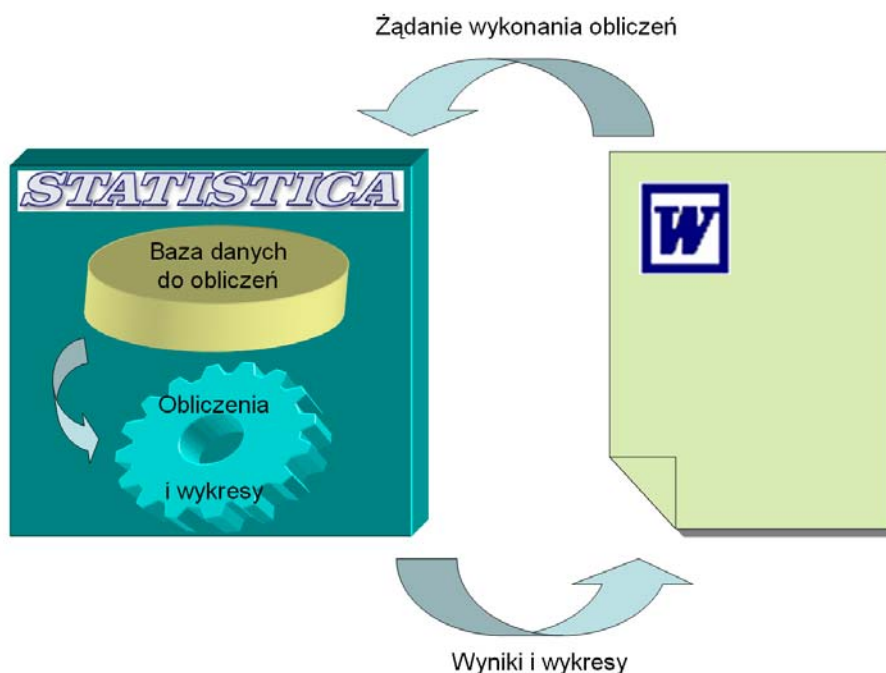 Żądanie wykonania obliczeń
STATISTICA
Baza danych
do obliczeń
Obliczenia
i wykresy
W
Wyniki i wykresy